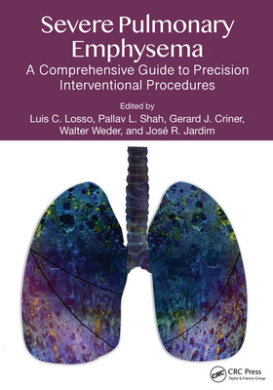 Severe Pulmonary
Emphysema
A Comprehensive Guide to Precision
Interventional Procedures
Edited by
Luis C. Losso, Pallav L. Shah, Gerard J. Criner,
Walter Weder, and José R. Jardim
CRC Press
Taylor & Francis Group